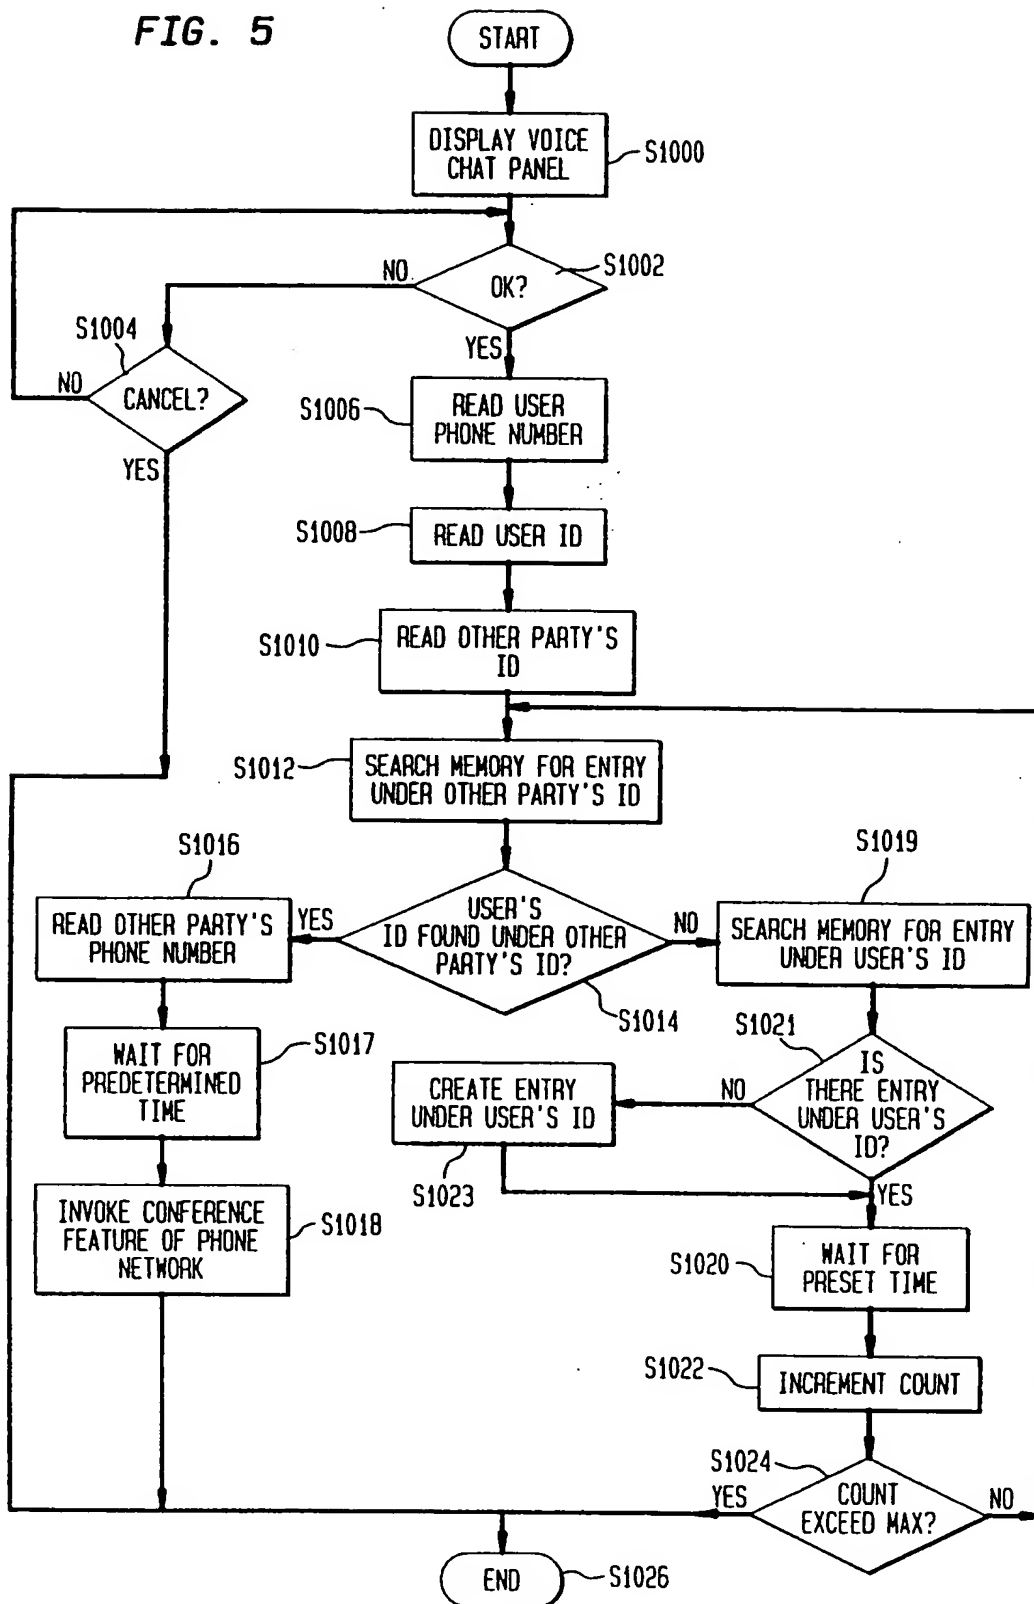 FIG. 5
START
DISPLAY VOICE
CHAT PANEL
S1000
S1002
NO
OK?
S1004
YES
NO
CANCEL?
S1006
READ USER
PHONE NUMBER
YES
S1008
READ USER ID
S1010
READ OTHER PARTY'S
ID
S1012
SEARCH MEMORY FOR ENTRY
UNDER OTHER PARTY'S ID
S1016
S1019
READ OTHER PARTY'S
PHONE NUMBER
YES
USER'S
ID FOUND UNDER OTHER
PARTY'S ID?
NO
SEARCH MEMORY FOR ENTRY
UNDER USER'S ID
S1014
S1017
WAIT FOR
PREDETERMINED
TIME
S1021
CREATE ENTRY
UNDER USER'S ID
NO
IS
THERE ENTRY
UNDER USER'S
ID?
S1023
YES
INVOKE CONFERENCE
FEATURE OF PHONE
NETWORK
S1018
S1020
WAIT FOR
PRESET TIME
S1022
INCREMENT COUNT
S1024
YES
COUNT
EXCEED MAX?
NO
END
S1026